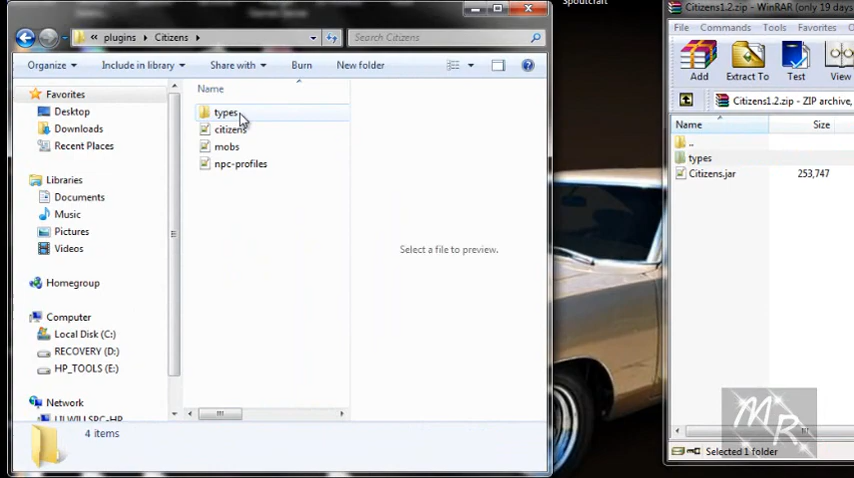 Spoutcraft
Citizens1.2.zip - WinRAR (only 19 days
plugins Citizens
Search Citizens
File Commands Tools Favorites
Organize Include in library Share with Burn New folder
Add Extract To Test View
Name
Favorites
Desktop
Downloads
Recent Places
Libraries
Documents
Music
Pictures
Videos
Homegroup
Computer
Local Disk (C:)
RECOVERY (D:)
HP_TOOLS (E:)
Network
types
citizens
mobs
npc-profiles
Select a file to preview.
4 items
Citizens1.2.zip - ZIP archive,
Name Size
..
types
Citizens.jar 253,747
MR
Selected 1 folder